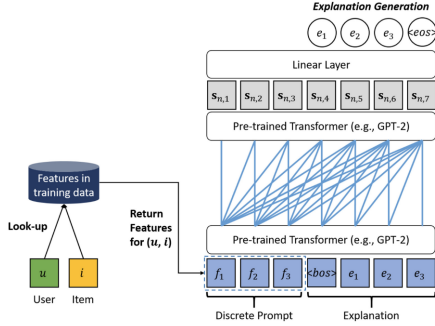 Explanation Generation
e₁ e₂ e₃ <eos>
Linear Layer
sₙ,₁ sₙ,₂ sₙ,₃ sₙ,₄ sₙ,₅ sₙ,₆ sₙ,₇
Pre-trained Transformer (e.g., GPT-2)
Features in
training data
Look-up
Return
Features
for (u, i)
Pre-trained Transformer (e.g., GPT-2)
u i
User Item
f₁ f₂ f₃ <bos> e₁ e₂ e₃
Discrete Prompt Explanation